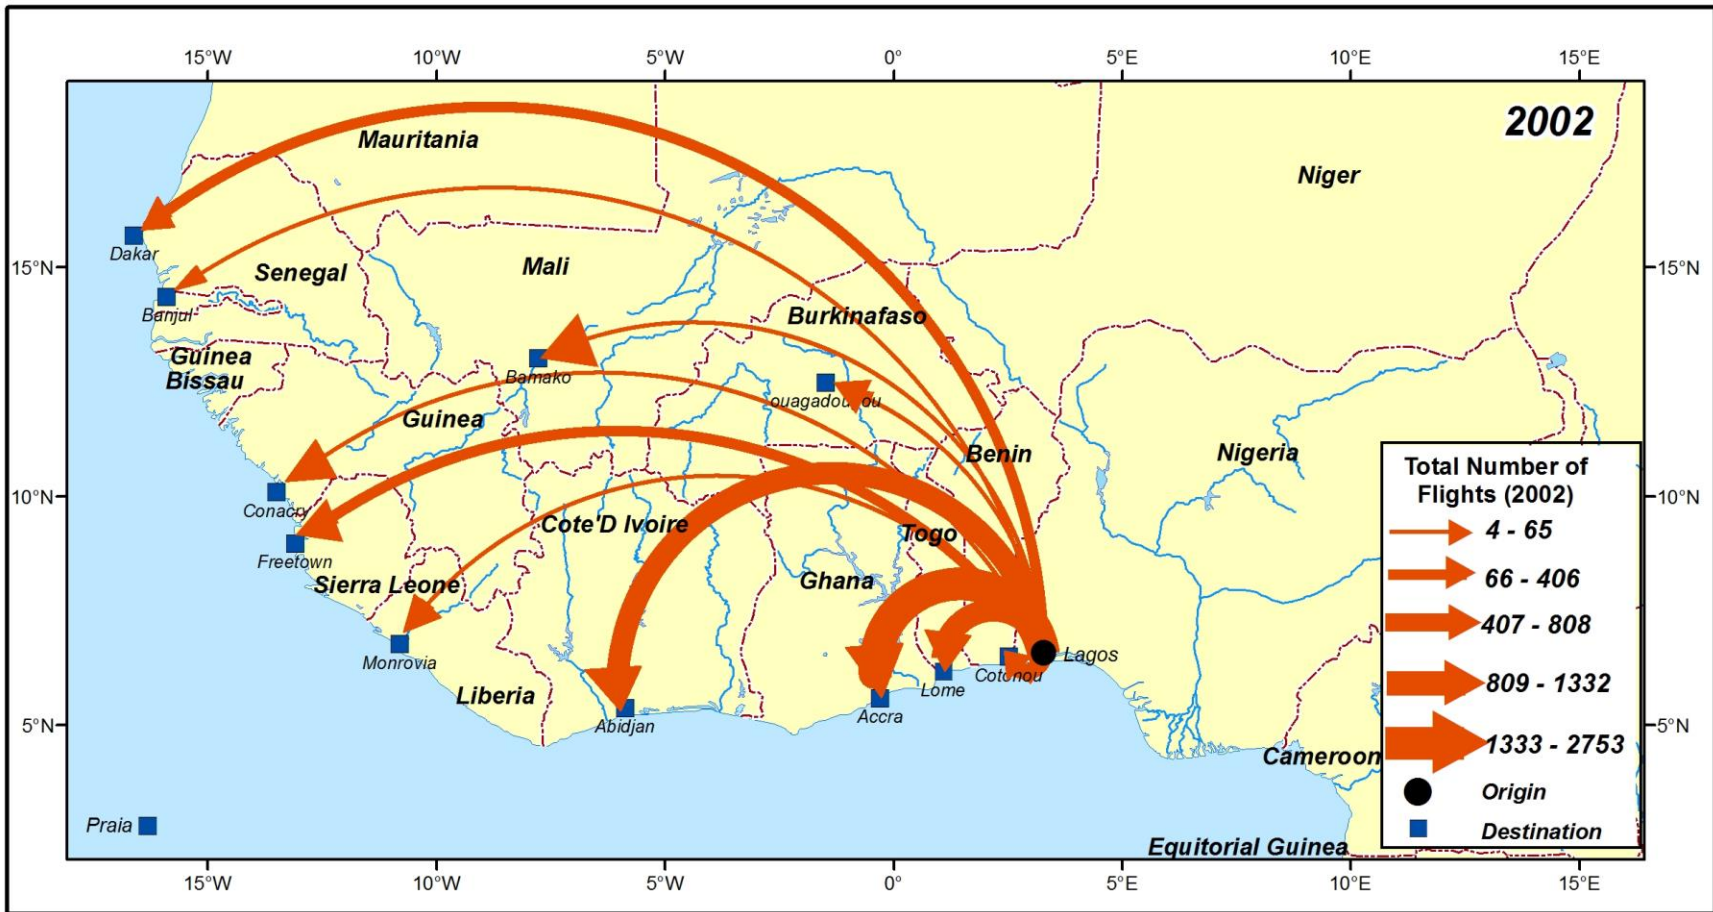 15°W 10°W 5°W 0° 5°E 10°E 15°E
2002
Mauritania
Niger
Dakar
15°N
Senegal
Mali
15°N
Banjul
Burkinafaso
Guinea
Bissau
Bamako
Guinea
Benin
Nigeria
10°N
Conacry
10°N
Freetown
Cote'D Ivoire
Togo
Sierra Leone
Ghana
Monrovia
Lagos
Cotonou
Liberia
Lome
Accra
Abidjan
5°N
5°N
Cameroon
Praia
Equitorial Guinea
Total Number of
Flights (2002)
4 - 65
66 - 406
407 - 808
809 - 1332
1333 - 2753
Origin
Destination
15°W 10°W 5°W 0° 5°E 10°E 15°E